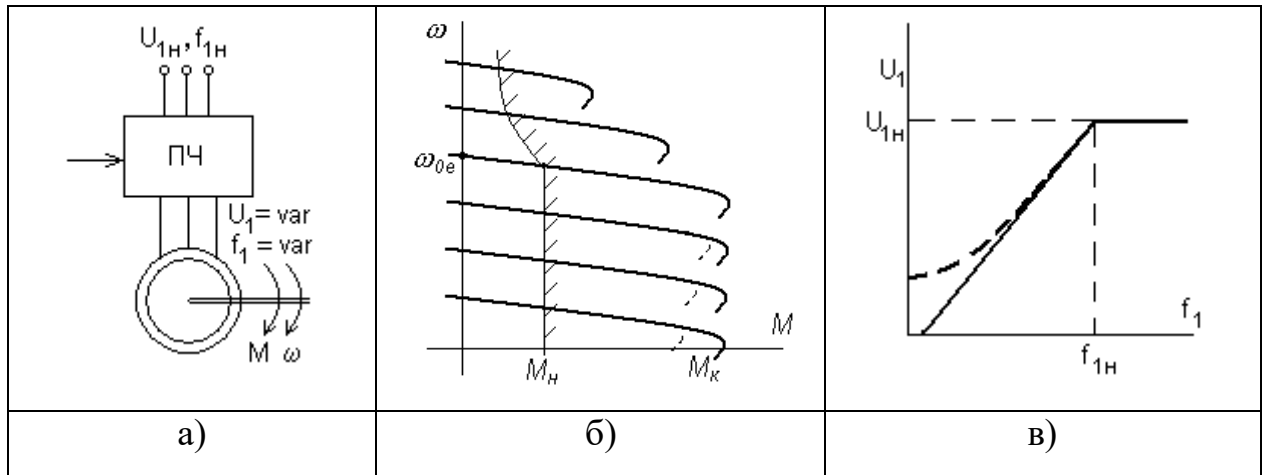 U₁н, f₁н
ПЧ
U₁= var
f₁ = var
M ω
а)
ω
ω₀е
Mн
Mк
M
б)
U₁
U₁н
f₁
f₁н
в)